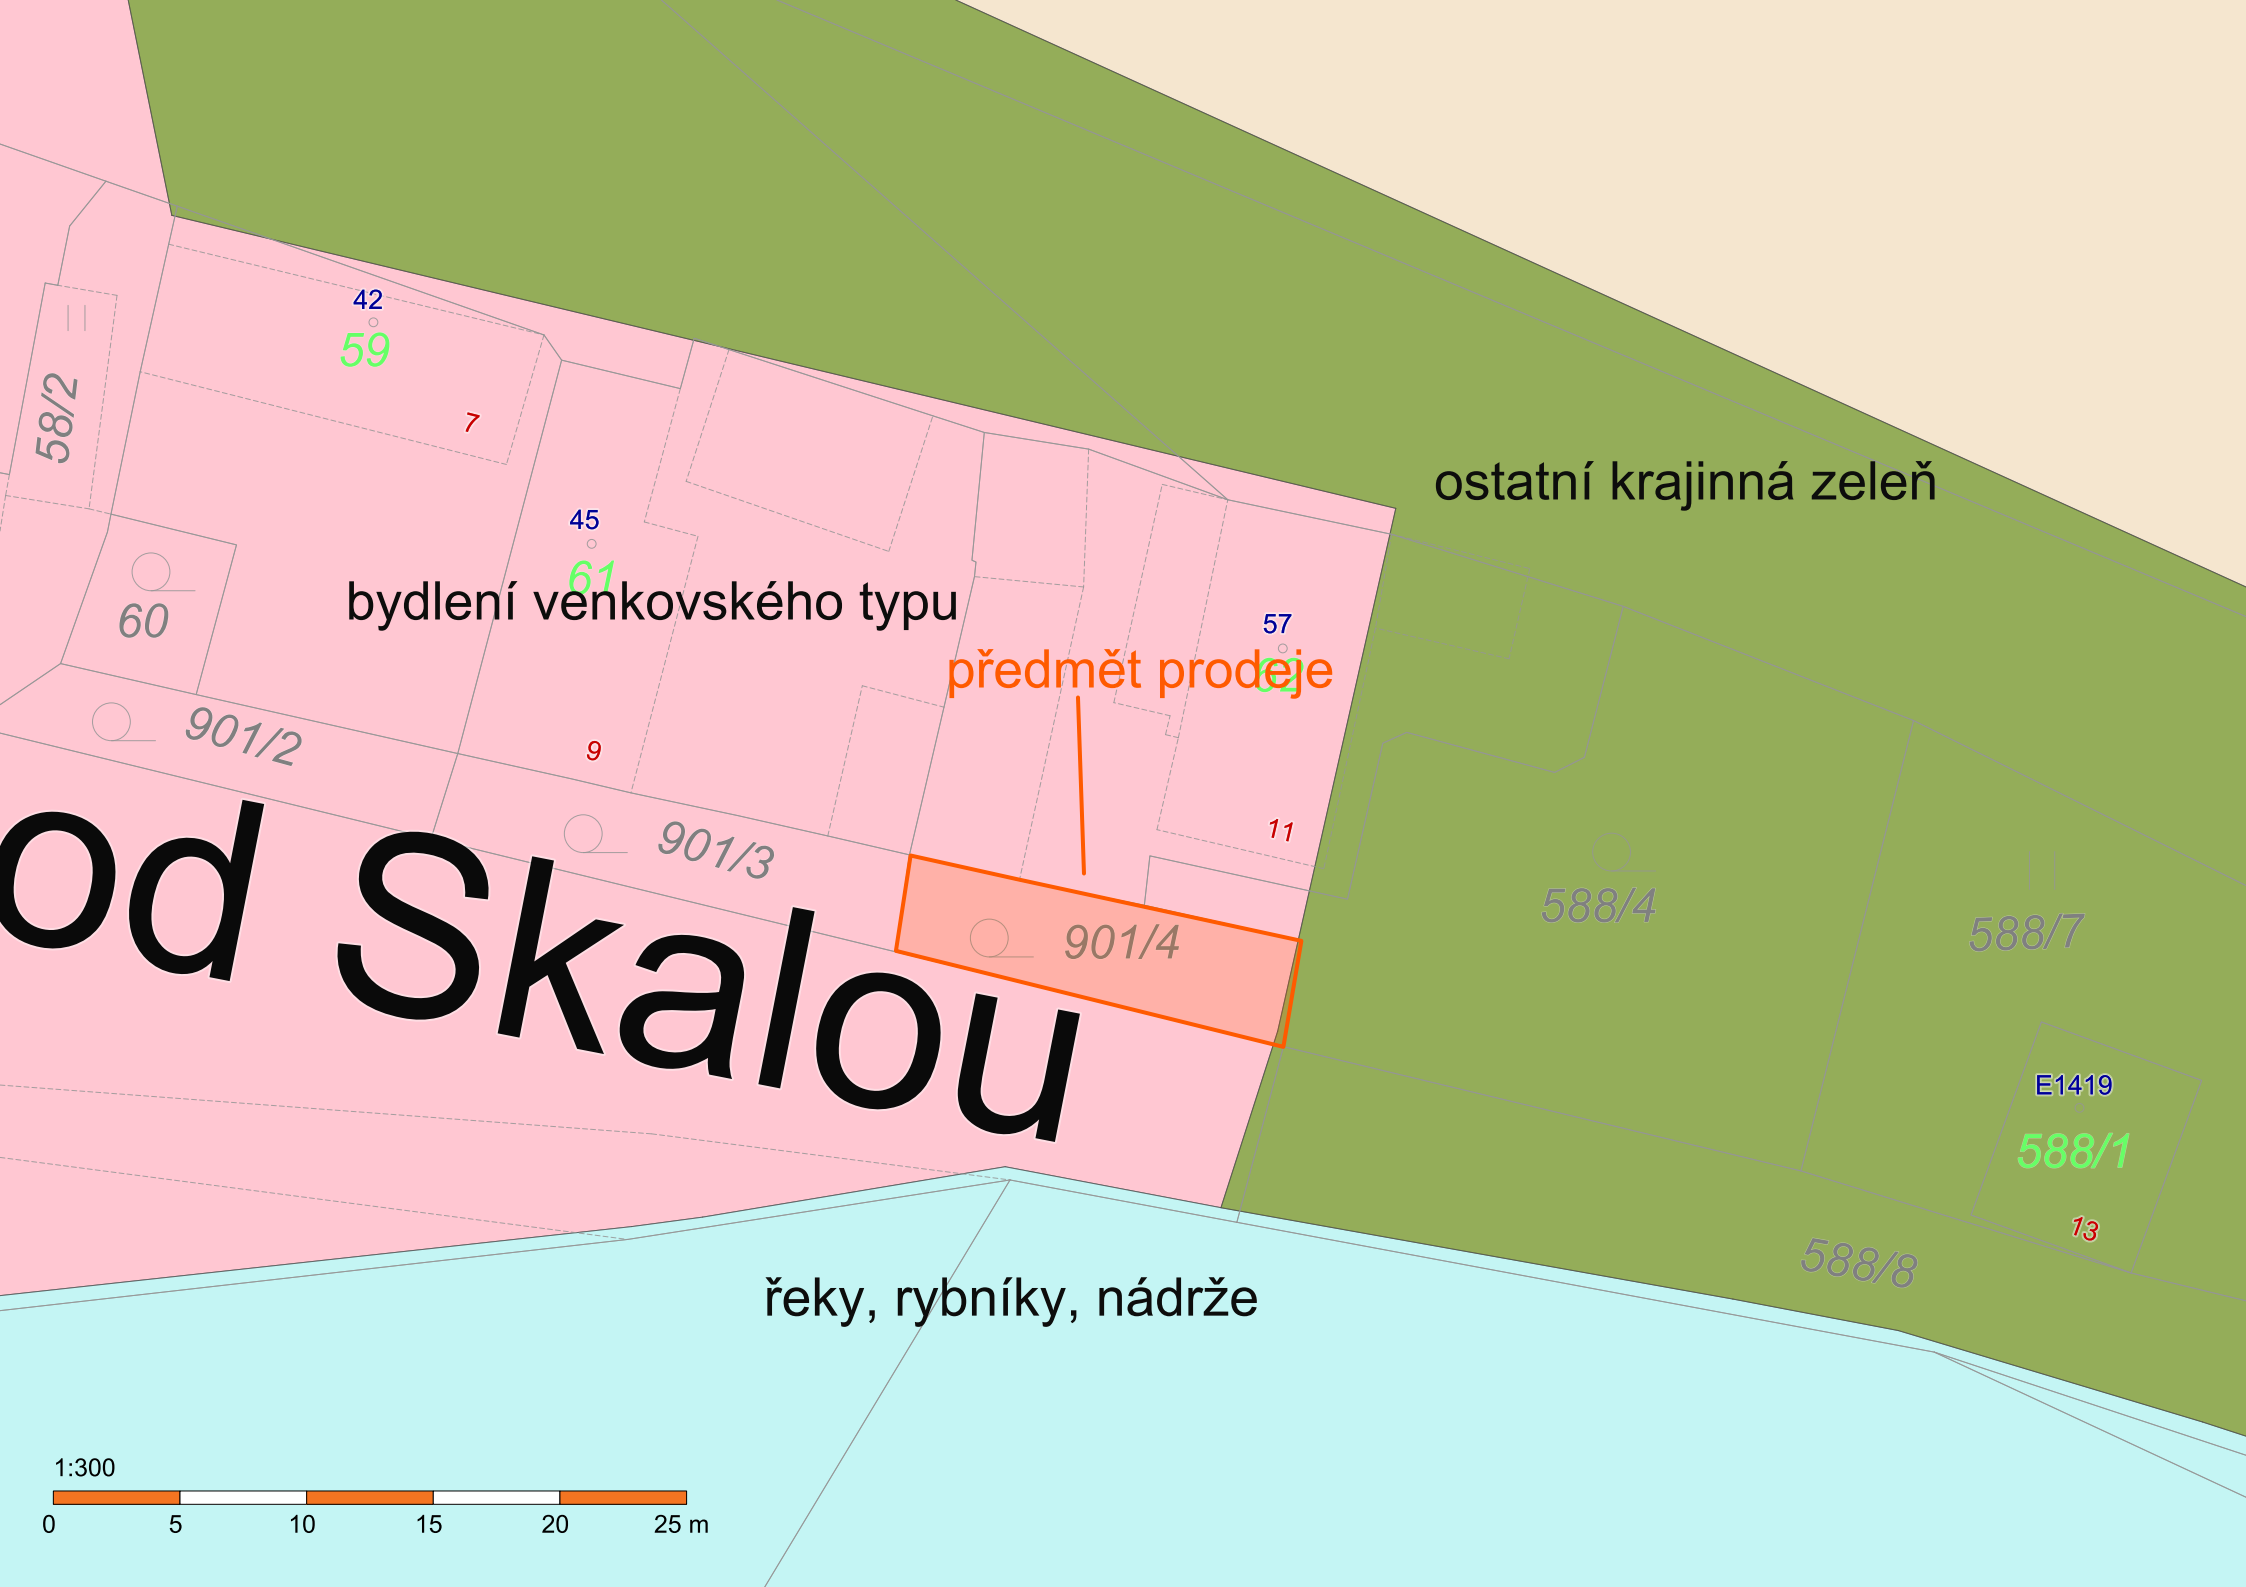 42
59
58/2
7
ostatní krajinná zeleň
45
61
bydlení venkovského typu
60
57
62
předmět prodeje
901/2
9
11
901/3
od Skalou
901/4
588/4
588/7
E1419
588/1
13
588/8
řeky, rybníky, nádrže
1:300
0 5 10 15 20 25 m